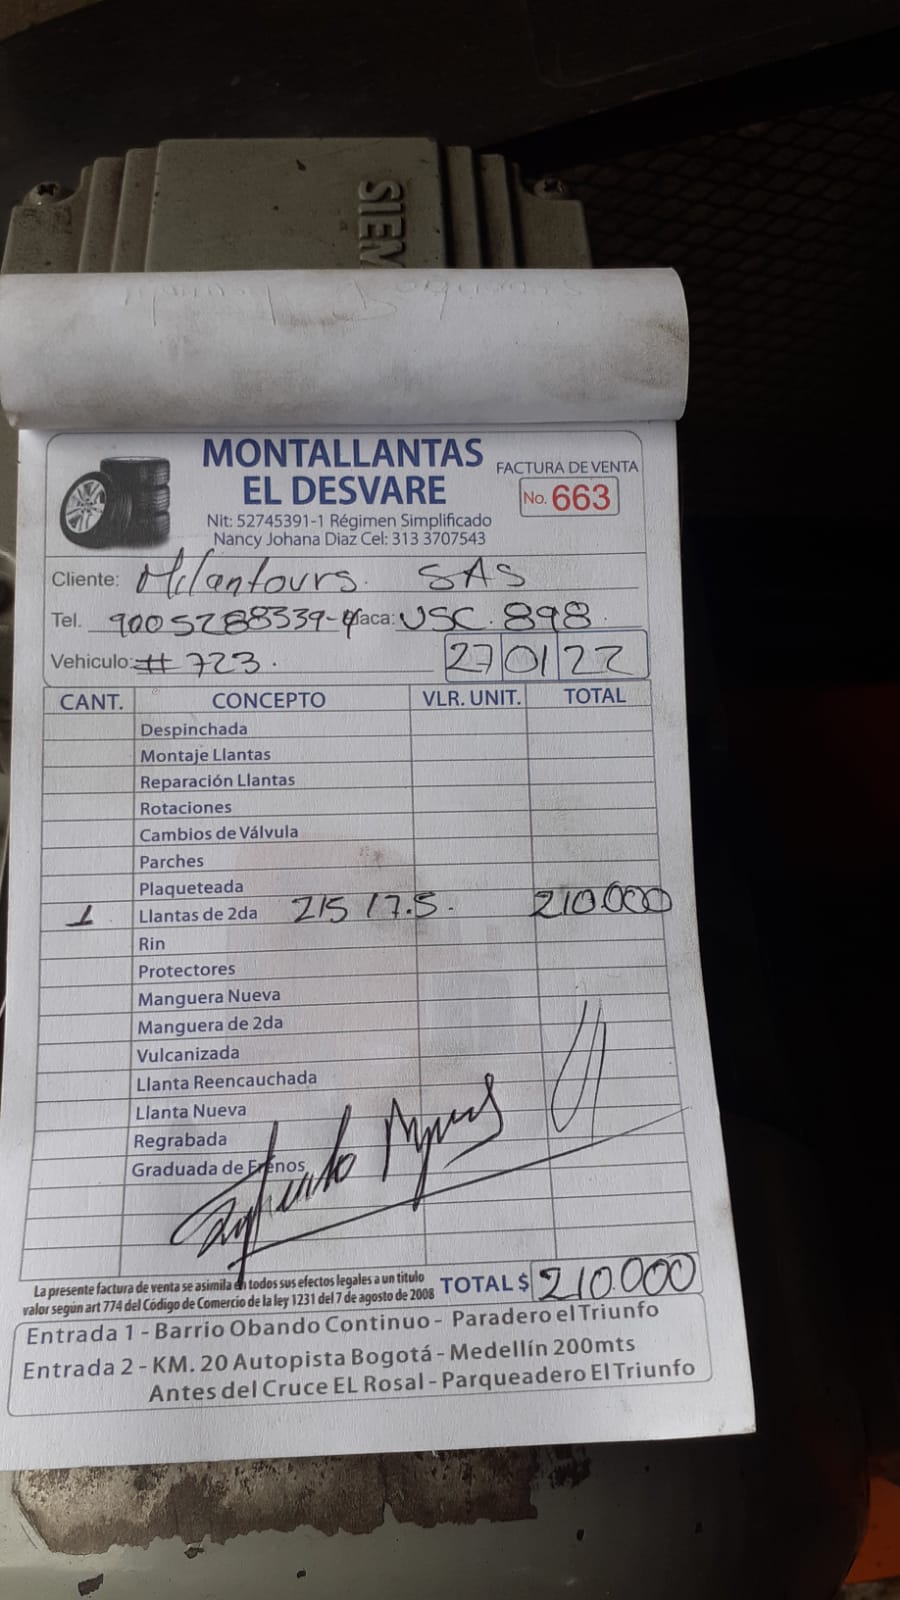 SIEM
MONTALLANTAS
EL DESVARE
FACTURA DE VENTA
No. 663
Nit: 52745391-1 Régimen Simplificado
Nancy Johana Diaz Cel: 313 3707543
Cliente: Milantours. SAS
Tel. 9005288339-4 laca: USC. 898.
Vehiculo: # 723. 27 01 22
CANT. CONCEPTO VLR. UNIT. TOTAL
Despinchada
Montaje Llantas
Reparación Llantas
Rotaciones
Cambios de Válvula
Parches
Plaqueteada
1 Llantas de 2da 215 17.5. 210.000
Rin
Protectores
Manguera Nueva
Manguera de 2da
Vulcanizada
Llanta Reencauchada
Llanta Nueva
Regrabada
Graduada de Frenos
La presente factura de venta se asimila en todos sus efectos legales a un titulo
valor según art 774 del Código de Comercio de la ley 1231 del 7 de agosto de 2008
TOTAL $ 210.000
Entrada 1 - Barrio Obando Continuo - Paradero el Triunfo
Entrada 2 - KM. 20 Autopista Bogotá - Medellín 200mts
Antes del Cruce EL Rosal - Parqueadero El Triunfo